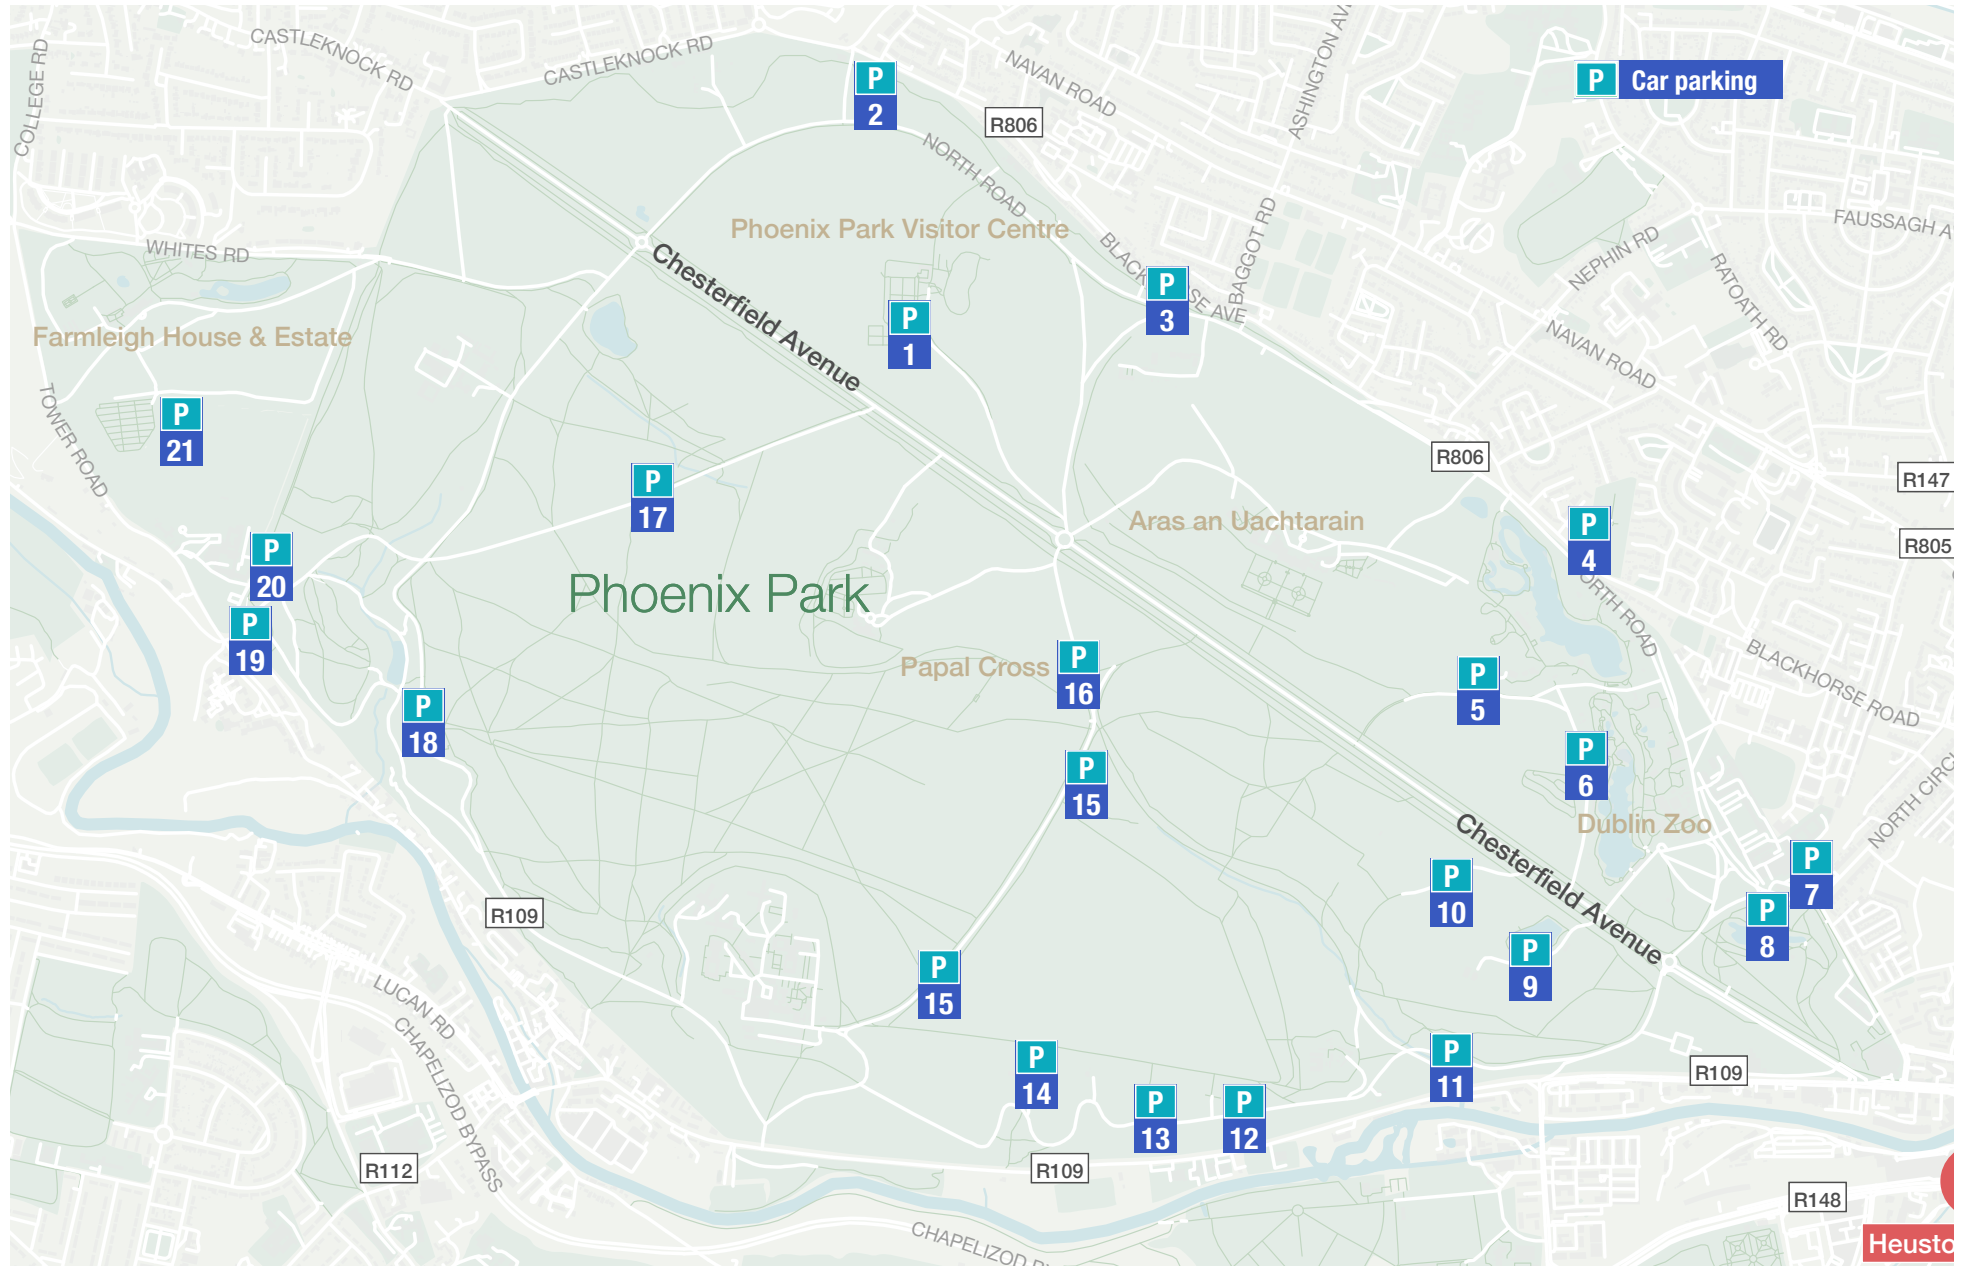 COLLEGE RD
CASTLEKNOCK RD
CASTLEKNOCK RD
P
2
NAVAN ROAD
R806
ASHINGTON AV
P Car parking
NORTH ROAD
WHITES RD
Phoenix Park Visitor Centre
BAGGOT RD
NEPHIN RD
FAUSSAGH A
RATOATH RD
Chesterfield Avenue
P
1
P
3
Farmleigh House & Estate
NAVAN ROAD
TOWER ROAD
P
21
P
17
R806
R147
Aras an Uachtarain
P
4
R805
P
20
Phoenix Park
ORTH ROAD
P
19
Papal Cross
P
16
P
5
BLACKHORSE ROAD
P
18
P
15
P
6
NORTH CIRC
Dublin Zoo
Chesterfield Avenue
P
7
P
10
P
8
R109
P
9
P
15
LUCAN RD
CHAPELIZOD BYPASS
P
14
P
11
R109
P
13
P
12
R112
R109
R148
CHAPELIZOD
Heusto